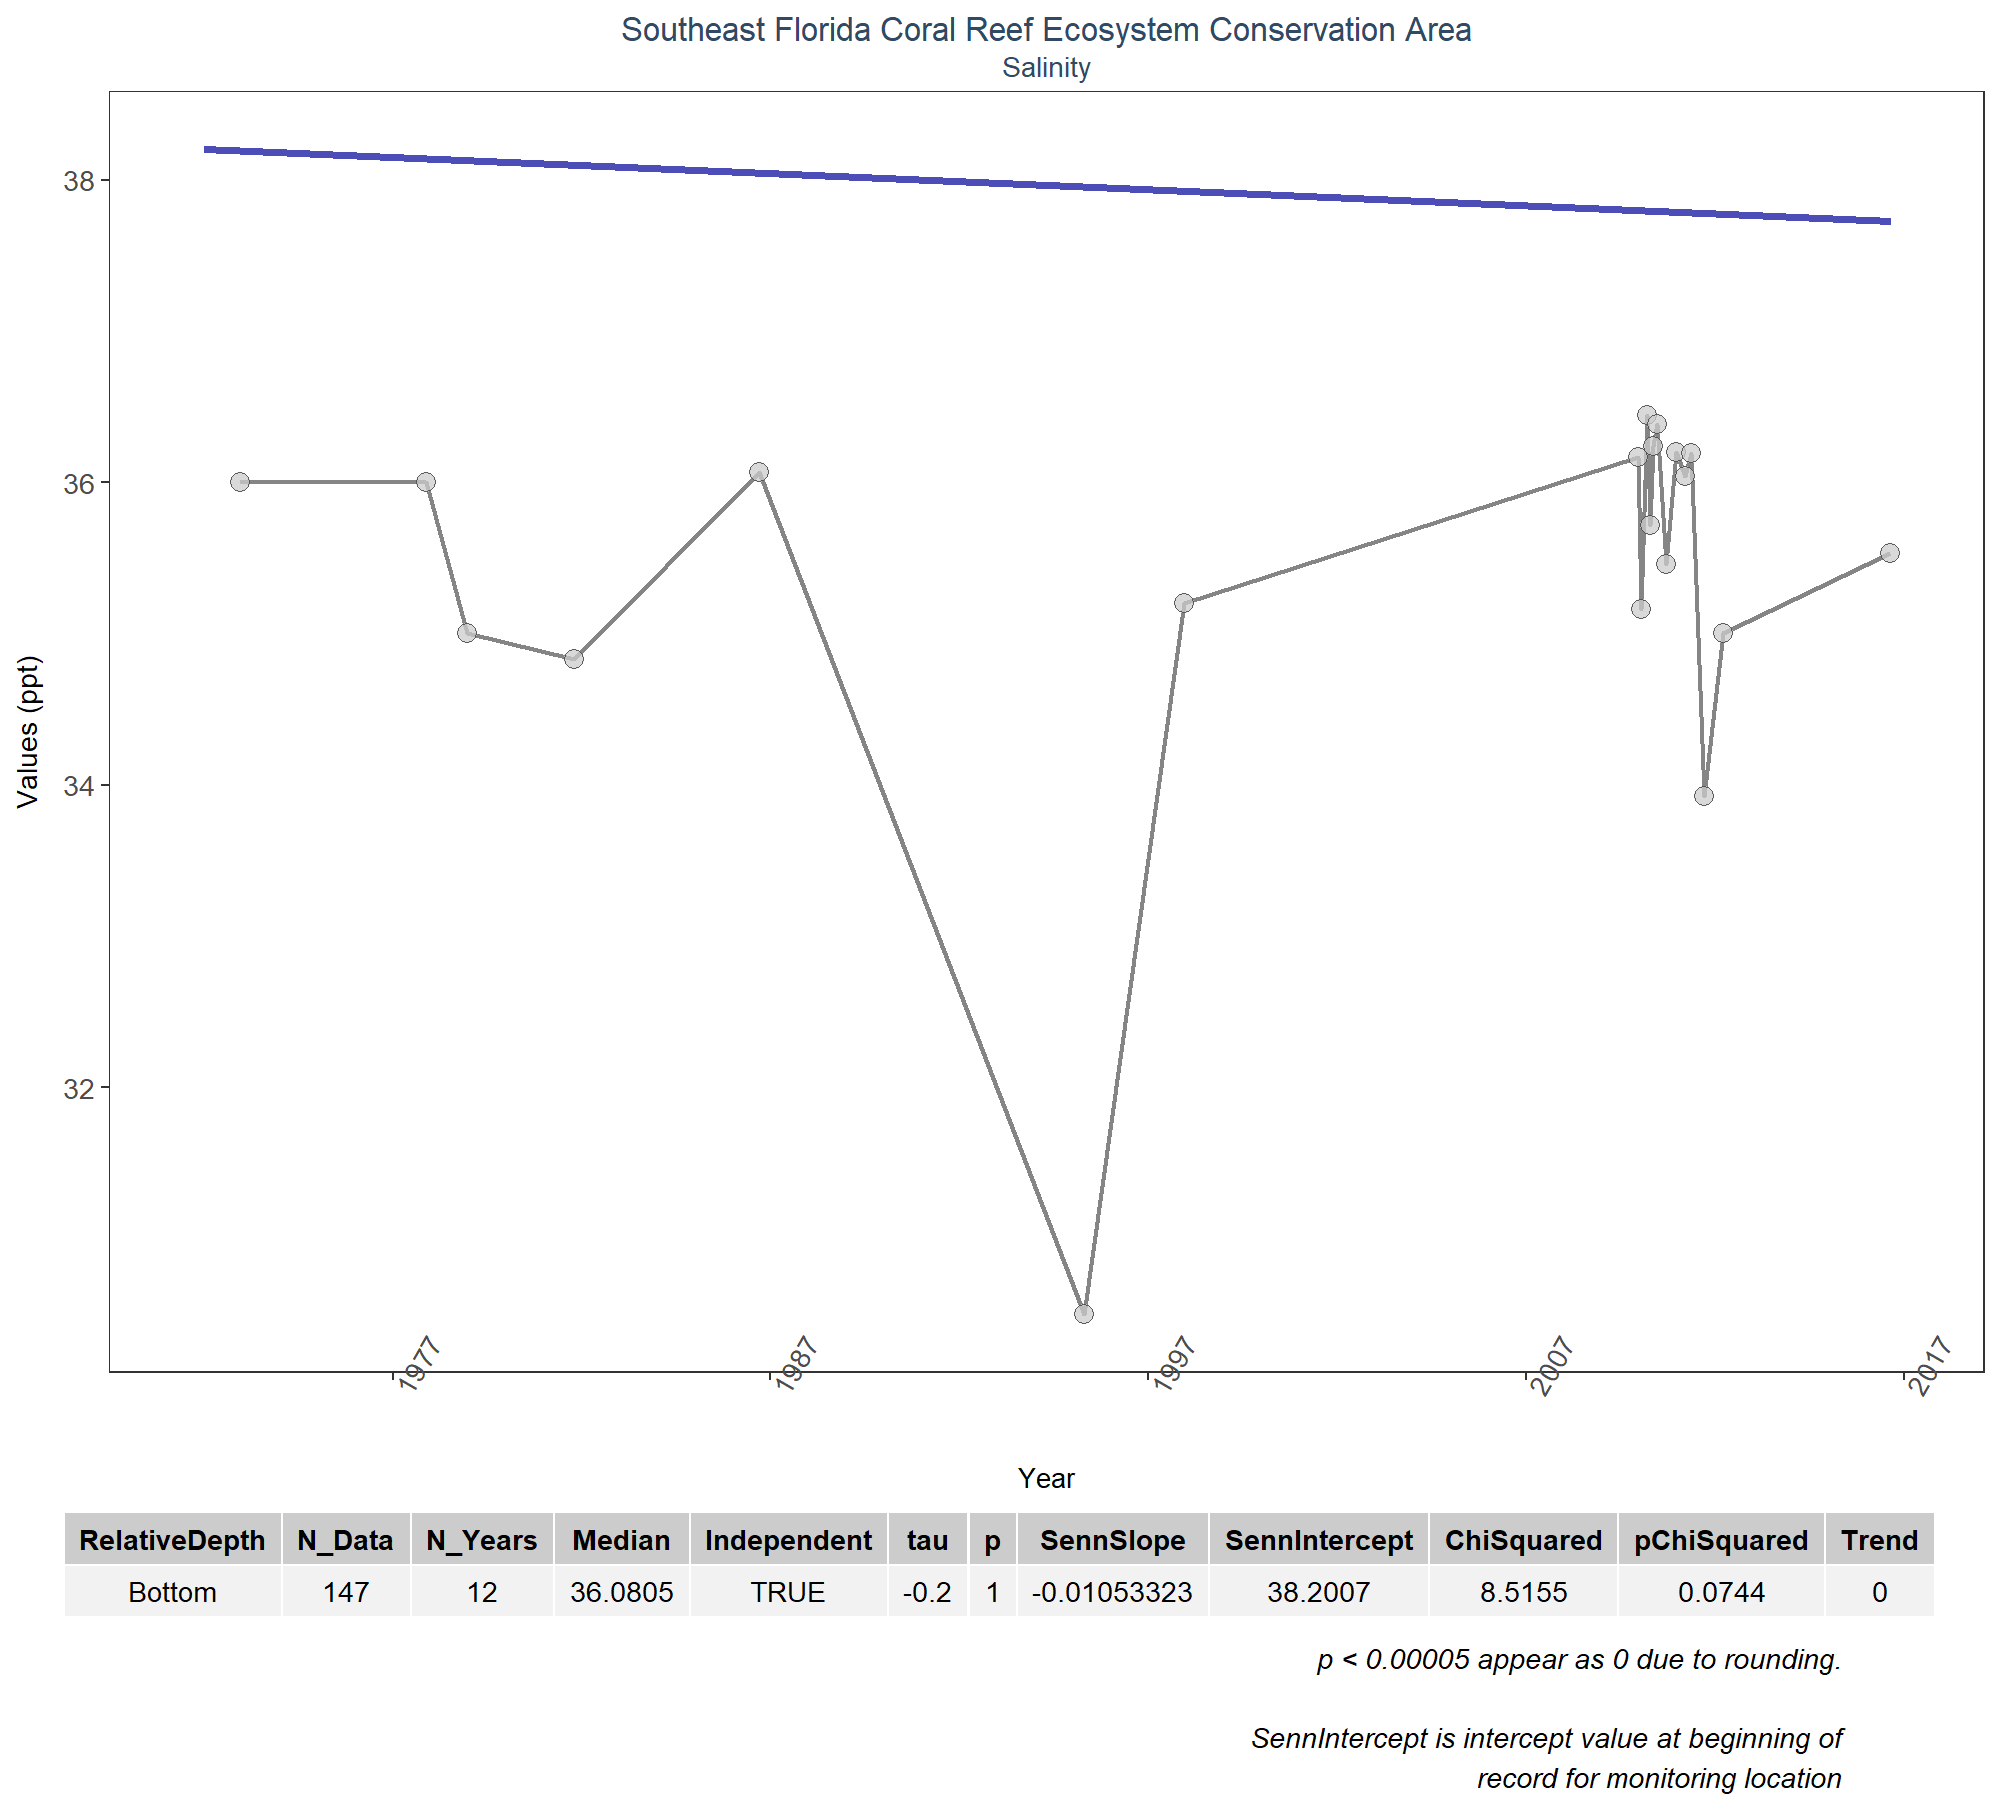 Southeast Florida Coral Reef Ecosystem Conservation Area
Salinity
Values (ppt)
38
36
34
32
1977
1987
1997
2007
2017
Year
RelativeDepth N_Data N_Years Median Independent tau p SennSlope SennIntercept ChiSquared pChiSquared Trend
Bottom 147 12 36.0805 TRUE -0.2 1 -0.01053323 38.2007 8.5155 0.0744 0
p < 0.00005 appear as 0 due to rounding.
SennIntercept is intercept value at beginning of
record for monitoring location